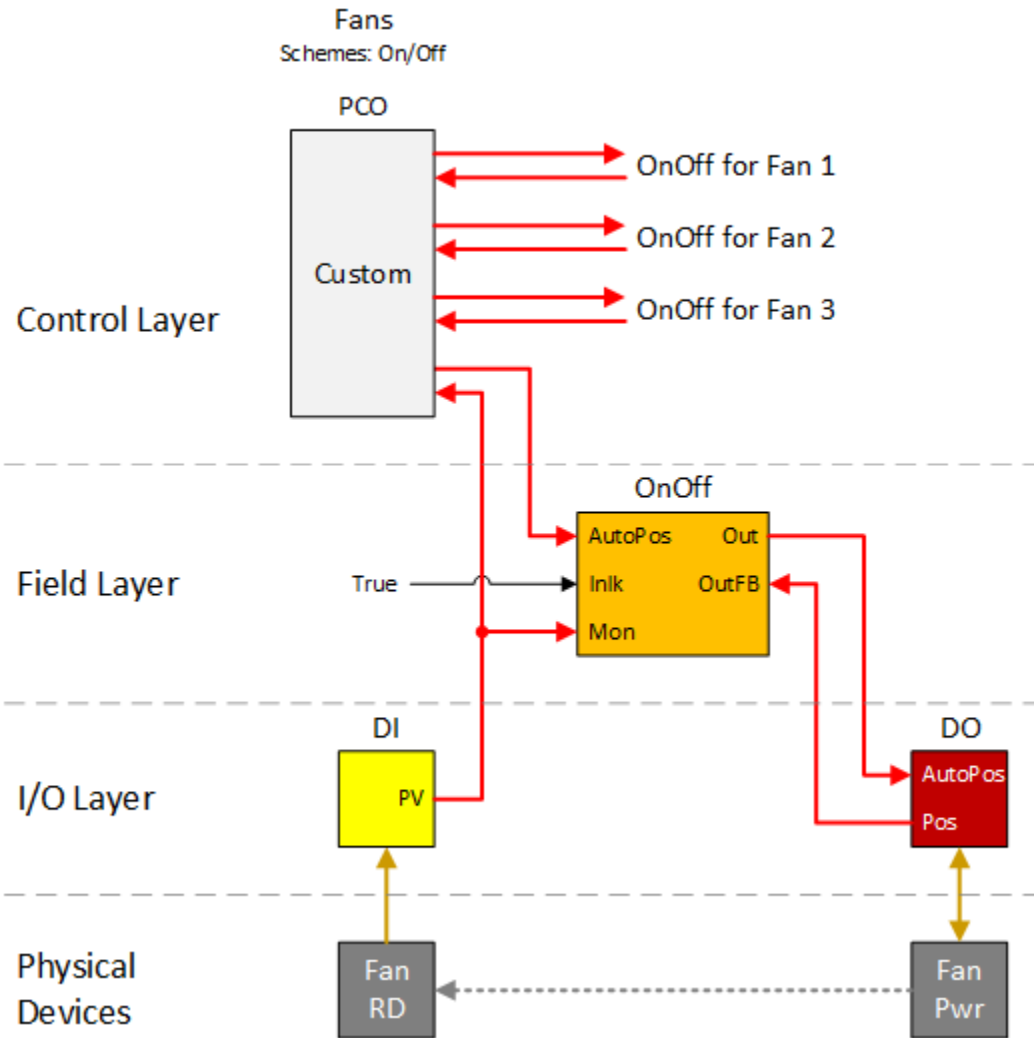 Fans
Schemes: On/Off
PCO
OnOff for Fan 1
OnOff for Fan 2
Custom
OnOff for Fan 3
Control Layer
OnOff
AutoPos Out
Field Layer
True
Inlk OutFB
Mon
DI
DO
I/O Layer
PV
AutoPos
Pos
Physical
Devices
Fan
RD
Fan
Pwr